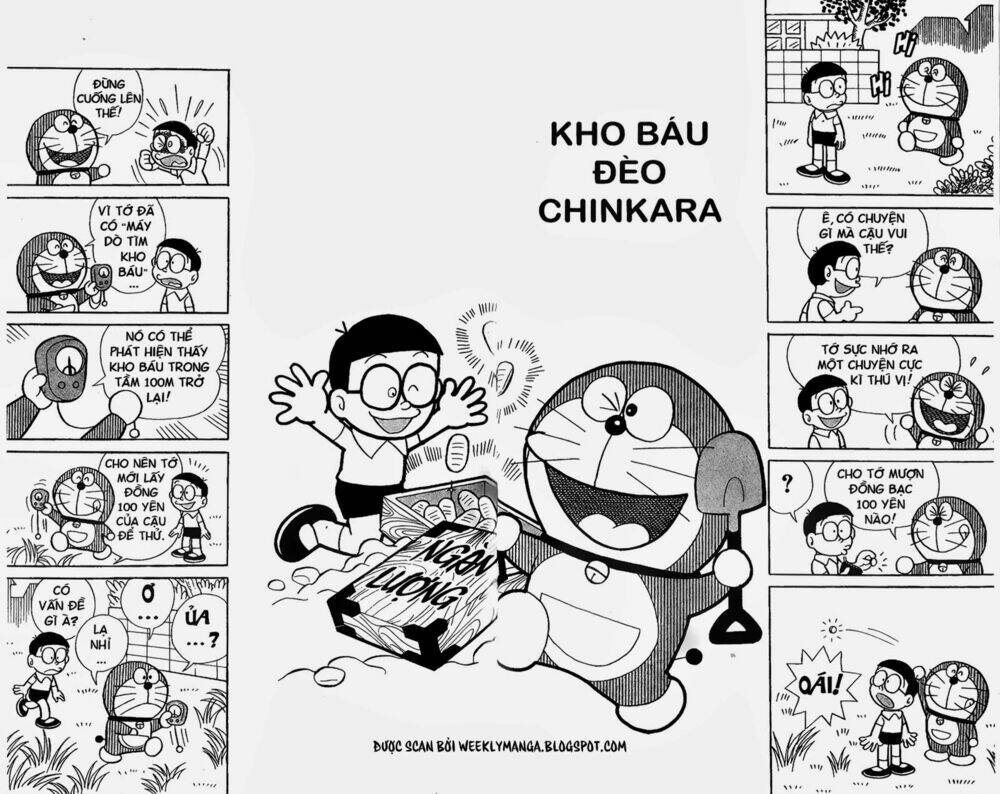 KHO BÁU
ĐÈO
CHINKARA
HI
HI
Ê, CÓ CHUYỆN
GÌ MÀ CẬU VUI
THẾ?
TỚ SỰC NHỚ RA
MỘT CHUYỆN CỰC
KÌ THÚ VỊ!
CHO TỚ MƯỢN
ĐỒNG BẠC
100 YÊN
NÀO!
?
OÁI!
NGÀN
LƯỢNG
ĐỪNG
CUỐNG LÊN
THẾ!
VÌ TỚ ĐÃ
CÓ "MÁY
DÒ TÌM
KHO
BÁU"
...
NÓ CÓ THỂ
PHÁT HIỆN THẤY
KHO BÁU TRONG
TẦM 100M TRỞ
LẠI!
CHO NÊN TỚ
MỚI LẤY ĐỒNG
100 YÊN
CỦA CẬU
ĐỂ THỬ.
ỦA
...?
Ơ
...
LẠ
NHỈ
...
CÓ
VẤN ĐỀ
GÌ À?
ĐƯỢC SCAN BỞI WEEKLYMANGA.BLOGSPOT.COM